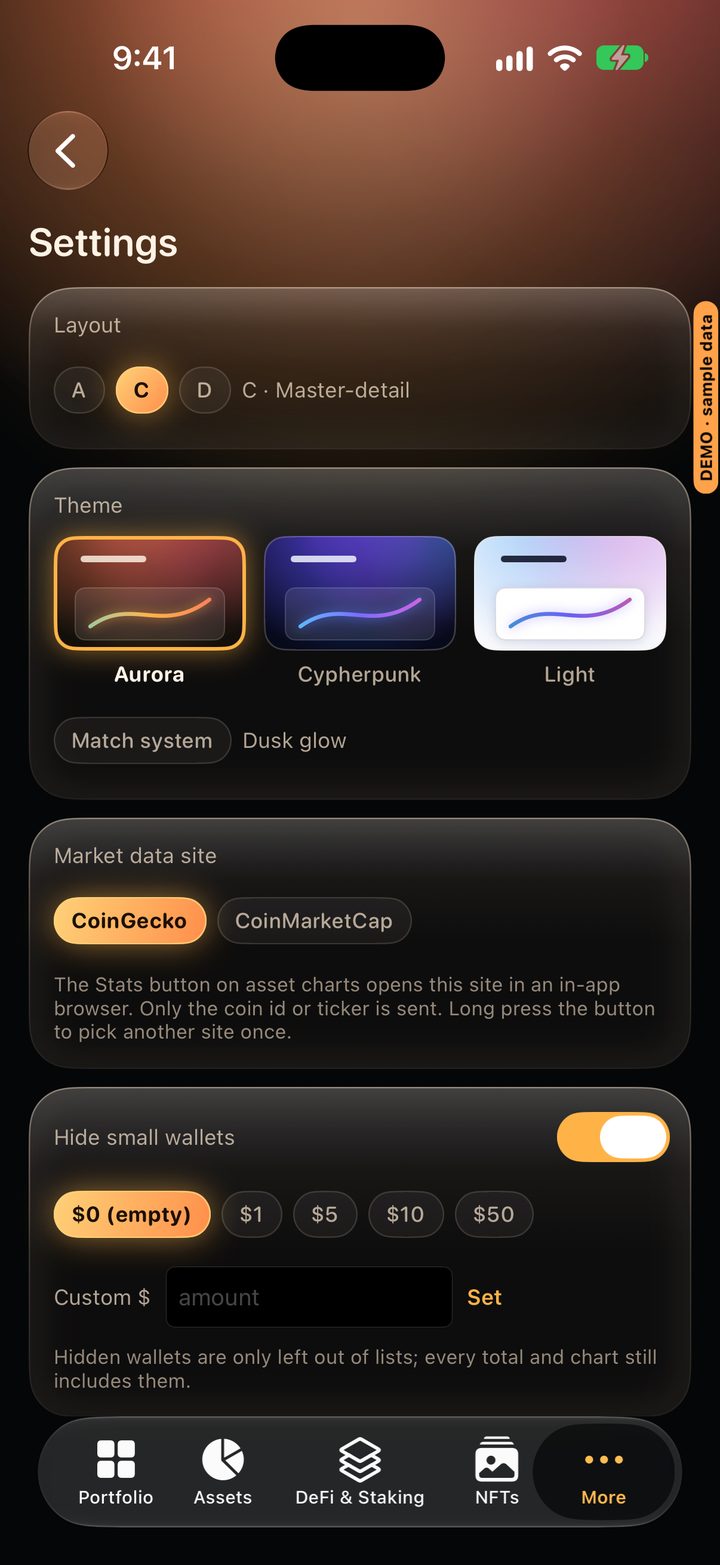 9:41
Settings
DEMO · sample data
Layout
A C D C · Master-detail
Theme
Aurora Cypherpunk Light
Match system Dusk glow
Market data site
CoinGecko CoinMarketCap
The Stats button on asset charts opens this site in an in-app
browser. Only the coin id or ticker is sent. Long press the button
to pick another site once.
Hide small wallets
$0 (empty) $1 $5 $10 $50
Custom $ amount Set
Hidden wallets are only left out of lists; every total and chart still
includes them.
Portfolio Assets DeFi & Staking NFTs More